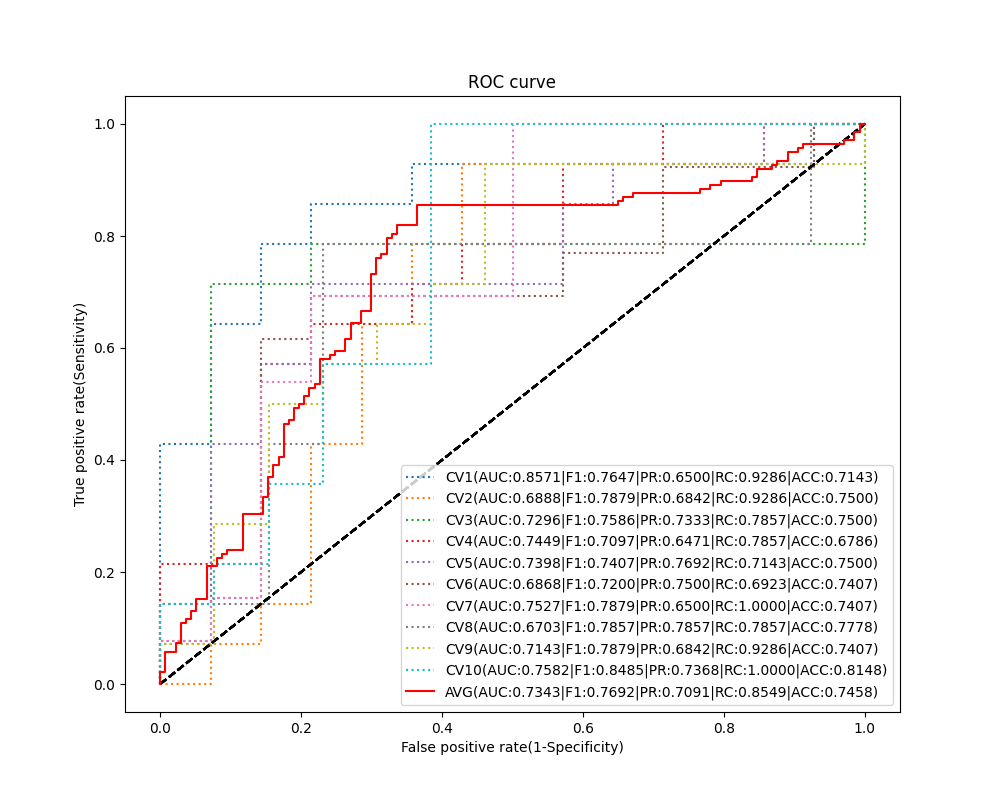 ROC curve
True positive rate(Sensitivity)
1.0
0.8
0.6
0.4
0.2
0.0
CV1(AUC:0.8571|F1:0.7647|PR:0.6500|RC:0.9286|ACC:0.7143)
CV2(AUC:0.6888|F1:0.7879|PR:0.6842|RC:0.9286|ACC:0.7500)
CV3(AUC:0.7296|F1:0.7586|PR:0.7333|RC:0.7857|ACC:0.7500)
CV4(AUC:0.7449|F1:0.7097|PR:0.6471|RC:0.7857|ACC:0.6786)
CV5(AUC:0.7398|F1:0.7407|PR:0.7692|RC:0.7143|ACC:0.7500)
CV6(AUC:0.6868|F1:0.7200|PR:0.7500|RC:0.6923|ACC:0.7407)
CV7(AUC:0.7527|F1:0.7879|PR:0.6500|RC:1.0000|ACC:0.7407)
CV8(AUC:0.6703|F1:0.7857|PR:0.7857|RC:0.7857|ACC:0.7778)
CV9(AUC:0.7143|F1:0.7879|PR:0.6842|RC:0.9286|ACC:0.7407)
CV10(AUC:0.7582|F1:0.8485|PR:0.7368|RC:1.0000|ACC:0.8148)
AVG(AUC:0.7343|F1:0.7692|PR:0.7091|RC:0.8549|ACC:0.7458)
0.0 0.2 0.4 0.6 0.8 1.0
False positive rate(1-Specificity)